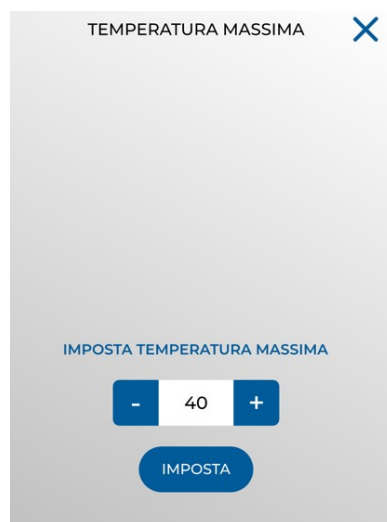 TEMPERATURA MASSIMA
IMPOSTA TEMPERATURA MASSIMA
- 40 +
IMPOSTA